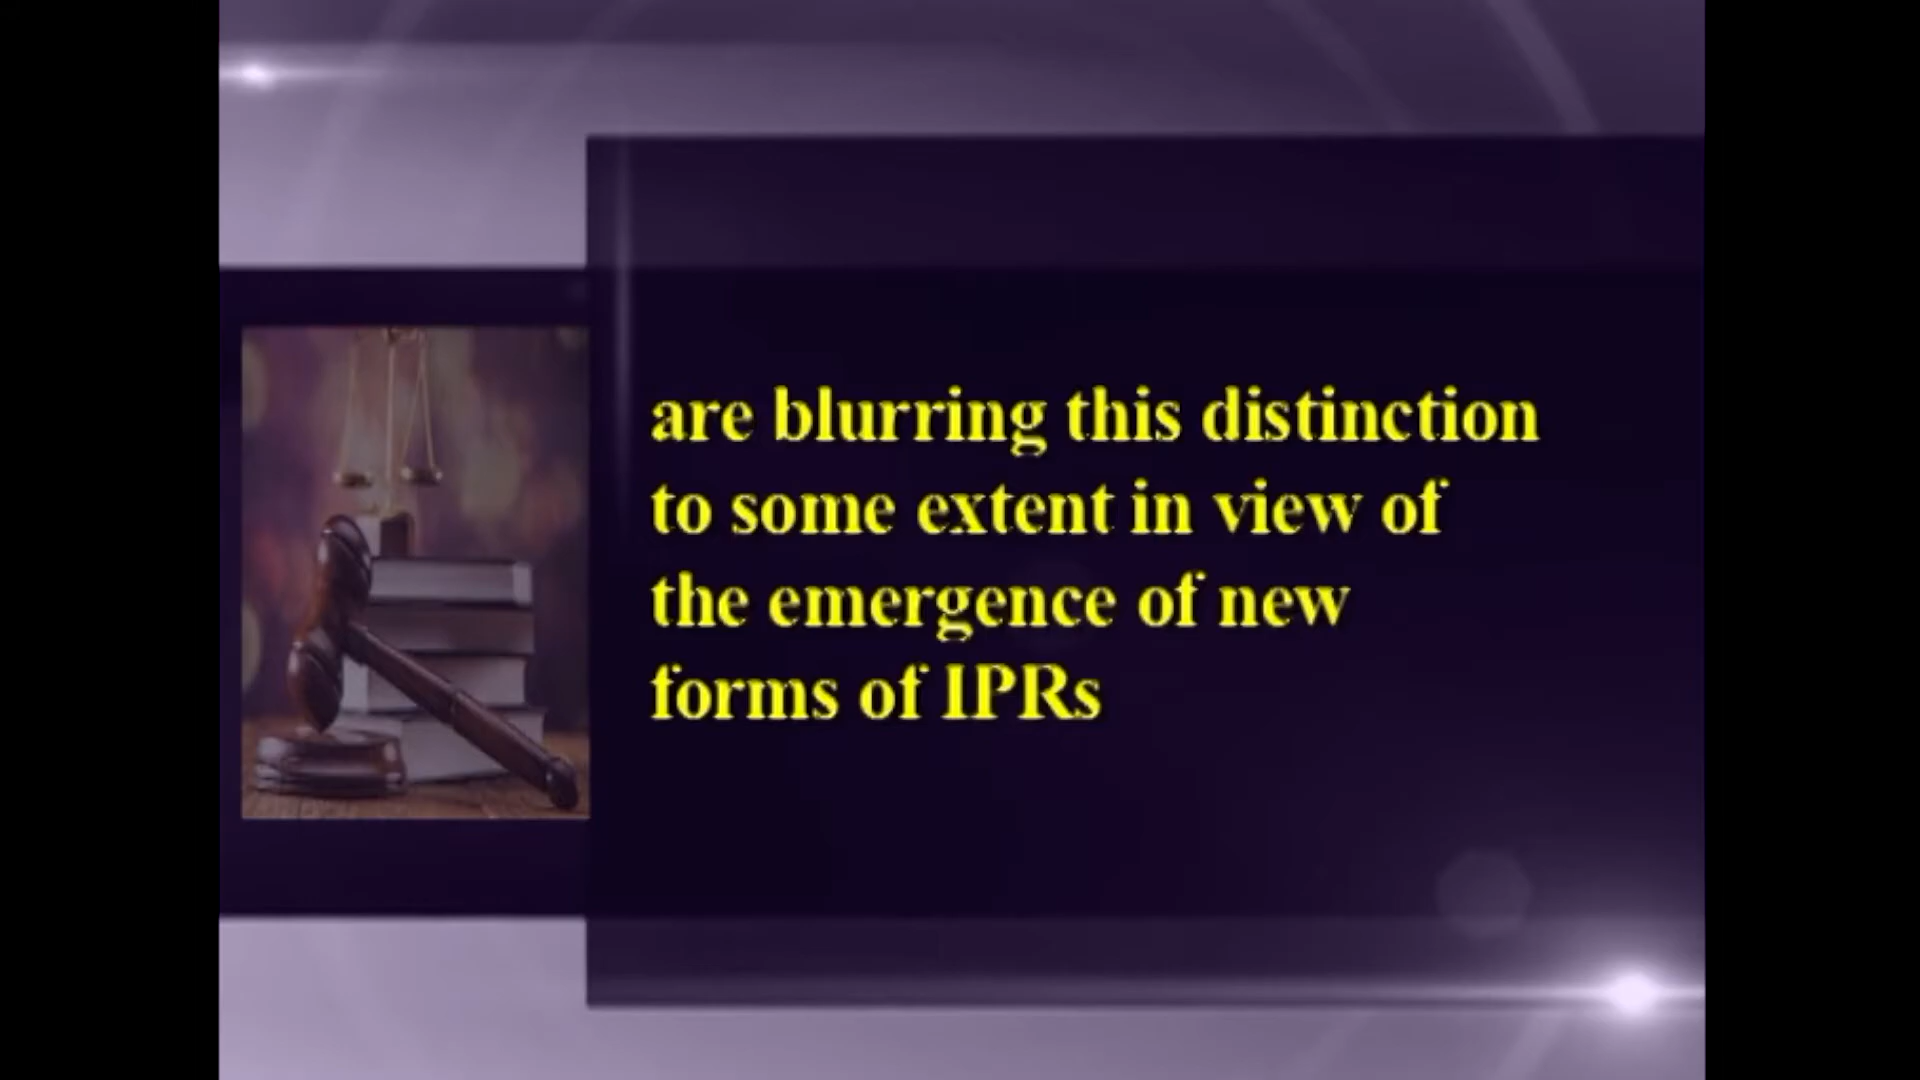 are blurring this distinction
to some extent in view of
the emergence of new
forms of IPRs